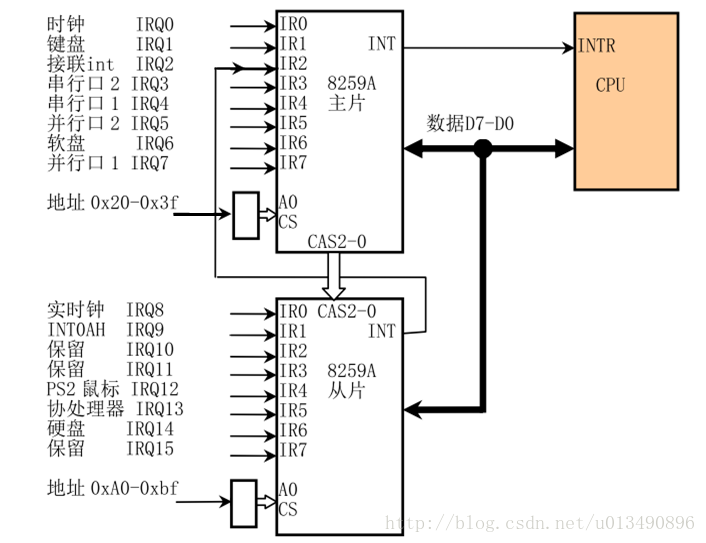 时钟 IRQ0 IR0
键盘 IRQ1 IR1 INT INTR
接联int IRQ2 IR2
串行口2 IRQ3 IR3 8259A CPU
串行口1 IRQ4 IR4 主片
并行口2 IRQ5 IR5 数据D7-D0
软盘 IRQ6 IR6
并行口1 IRQ7 IR7
地址 0x20-0x3f A0
CS
CAS2-0
实时钟 IRQ8 IR0 CAS2-0
INT0AH IRQ9 IR1 INT
保留 IRQ10 IR2
保留 IRQ11 IR3 8259A
PS2 鼠标 IRQ12 IR4 从片
协处理器 IRQ13 IR5
硬盘 IRQ14 IR6
保留 IRQ15 IR7
地址 0xA0-0xbf A0
CS
http://blog.csdn.net/u013490896